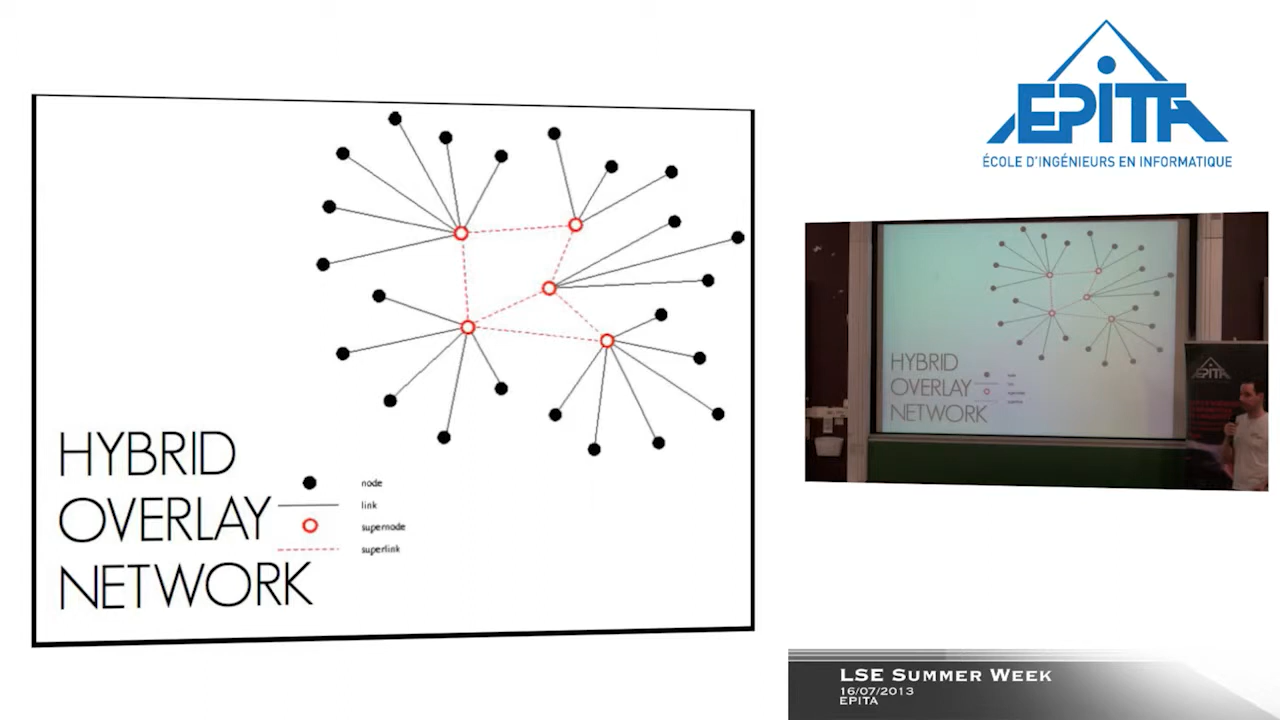 HYBRID
OVERLAY
NETWORK
node
link
supernode
superlink
EPITA
ÉCOLE D'INGÉNIEURS EN INFORMATIQUE
HYBRID
OVERLAY
NETWORK
EPITA
LSE Summer Week
16/07/2013
EPITA